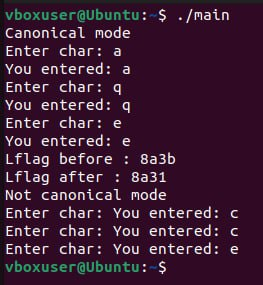 vboxuser@Ubuntu:~$ ./main
Canonical mode
Enter char: a
You entered: a
Enter char: q
You entered: q
Enter char: e
You entered: e
Lflag before : 8a3b
Lflag after : 8a31
Not canonical mode
Enter char: You entered: c
Enter char: You entered: c
Enter char: You entered: e
vboxuser@Ubuntu:~$